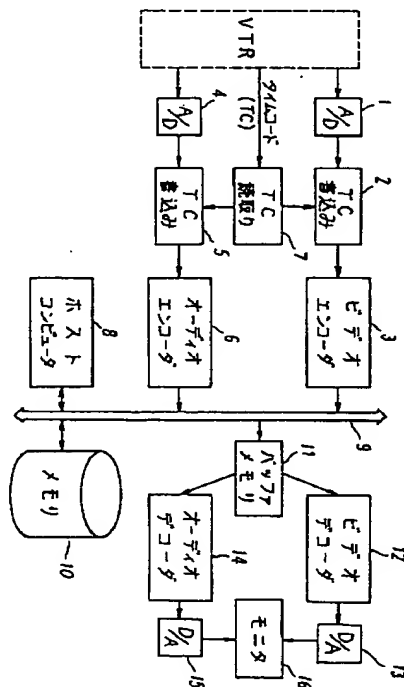 VTR
A/D
1
TC
書込み
2
ビデオ
エンコーダ
3
タイムコード
(TC)
TC
読取り
7
A/D
4
TC
書込み
5
オーディオ
エンコーダ
6
ホスト
コンピュータ
8
9
メモリ
10
バッファ
メモリ
11
ビデオ
デコーダ
12
D/A
13
オーディオ
デコーダ
14
D/A
15
モニタ
16